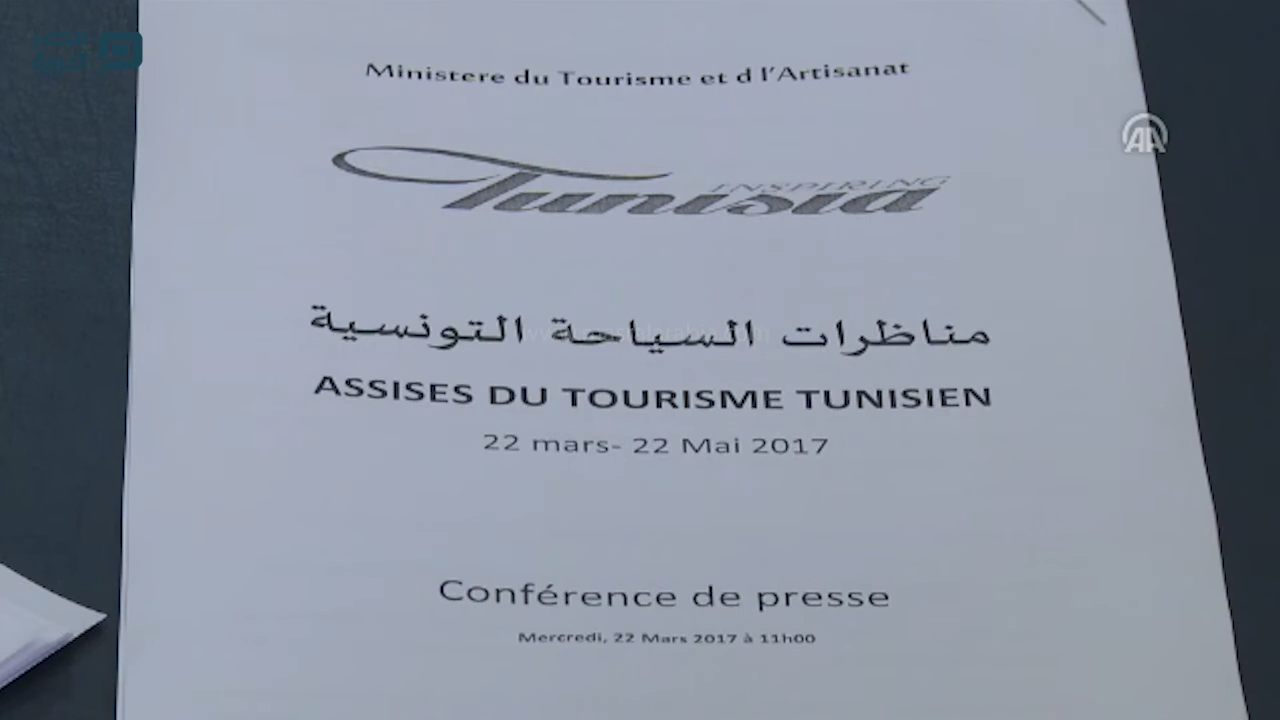 Ministere du Tourisme et d l'Artisanat
INSPIRING
Tunisia
مناظرات السياحة التونسية
ASSISES DU TOURISME TUNISIEN
22 mars- 22 Mai 2017
Conférence de presse
Mercredi, 22 Mars 2017 à 11h00
AA